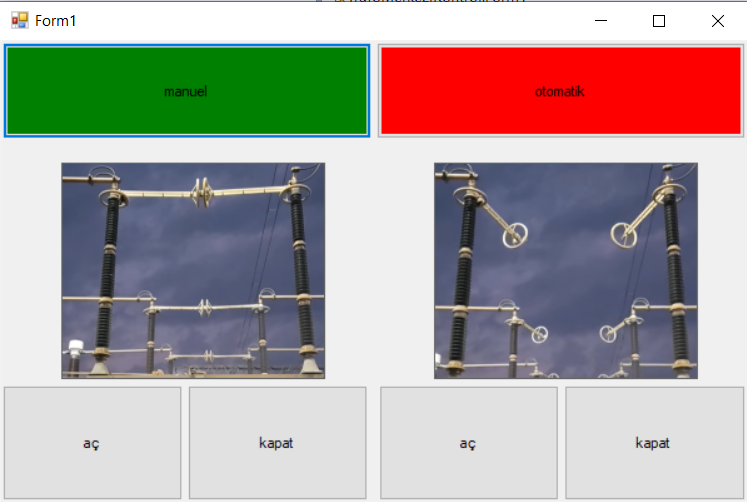 Form1
manuel
otomatik
aç
kapat
aç
kapat